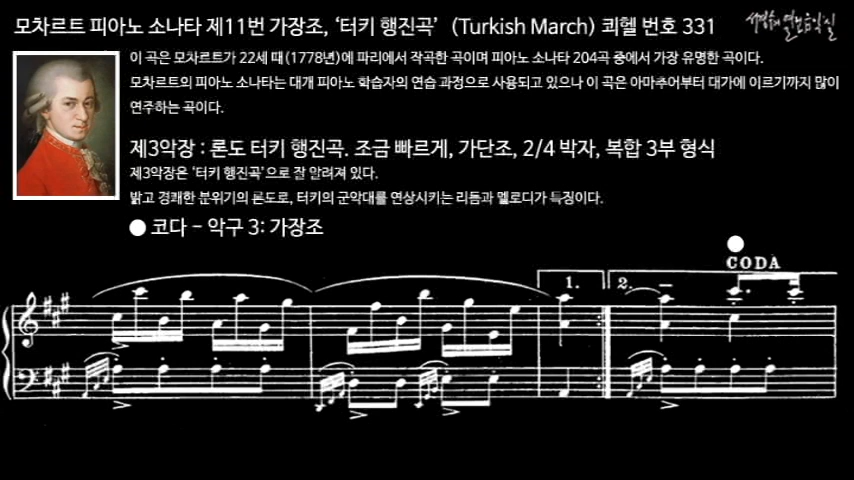 모차르트 피아노 소나타 제11번 가장조, ‘터키 행진곡’ (Turkish March) 쾨헬 번호 331
이 곡은 모차르트가 22세 때(1778년)에 파리에서 작곡한 곡이며 피아노 소나타 204곡 중에서 가장 유명한 곡이다.
모차르트의 피아노 소나타는 대개 피아노 학습자의 연습 과정으로 사용되고 있으나 이 곡은 아마추어부터 대가에 이르기까지 많이
연주하는 곡이다.
제3악장 : 론도 터키 행진곡. 조금 빠르게, 가단조, 2/4 박자, 복합 3부 형식
제3악장은 ‘터키 행진곡’으로 잘 알려져 있다.
밝고 경쾌한 분위기의 론도로, 터키의 군악대를 연상시키는 리듬과 멜로디가 특징이다.
● 코다 - 악구 3: 가장조
CODA
1. 2.